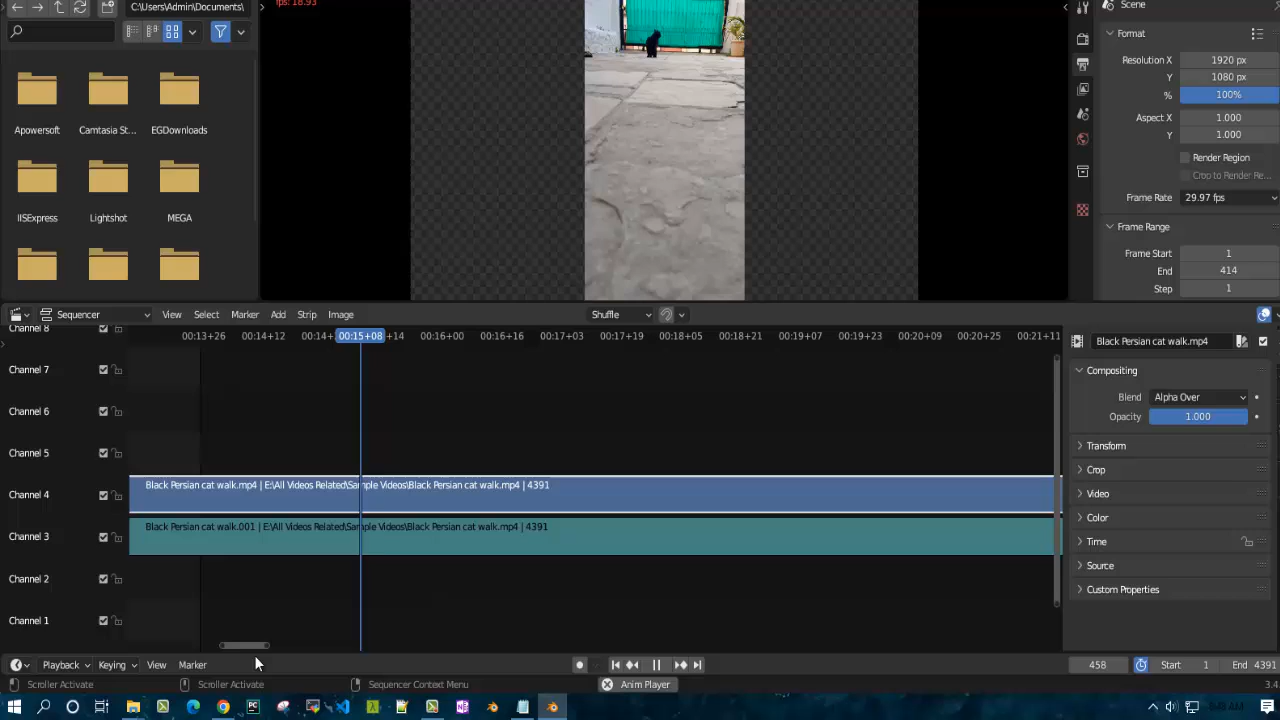 C:\Users\Admin\Documents\
fps: 18.93
Scene
Apowersoft
Camtasia St...
EGDownloads
IISExpress
Lightshot
MEGA
Format
Resolution X 1920 px
Y 1080 px
% 100%
Aspect X 1.000
Y 1.000
Render Region
Crop to Render Re...
Frame Rate 29.97 fps
Frame Range
Frame Start 1
End 414
Step 1
Sequencer View Select Marker Add Strip Image Shuffle
00:13+26 00:14+12 00:14+ 00:15+08 +14 00:16+00 00:16+16 00:17+03 00:17+19 00:18+05 00:18+21 00:19+07 00:19+23 00:20+09 00:20+25 00:21+11
Channel 8
Channel 7
Channel 6
Channel 5
Channel 4
Black Persian cat walk.mp4 | E:\All Videos Related\Sample Videos\Black Persian cat walk.mp4 | 4391
Channel 3
Black Persian cat walk.001 | E:\All Videos Related\Sample Videos\Black Persian cat walk.mp4 | 4391
Channel 2
Channel 1
Black Persian cat walk.mp4
Compositing
Blend Alpha Over
Opacity 1.000
Transform
Crop
Video
Color
Time
Source
Custom Properties
Playback Keying View Marker 458 Start 1 End 4391
Scroller Activate Scroller Activate Sequencer Context Menu Anim Player 3.4